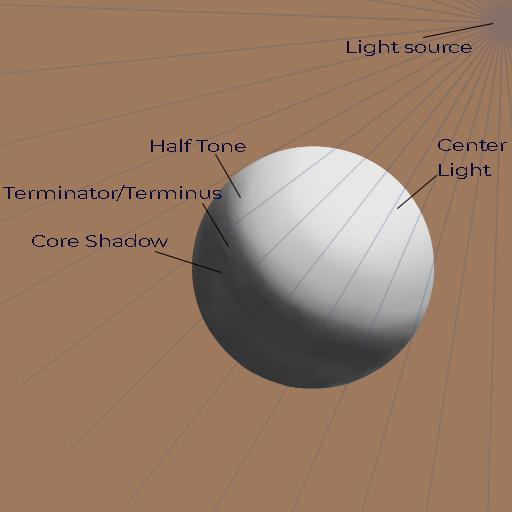 Light source
Half Tone
Center
Light
Terminator/Terminus
Core Shadow